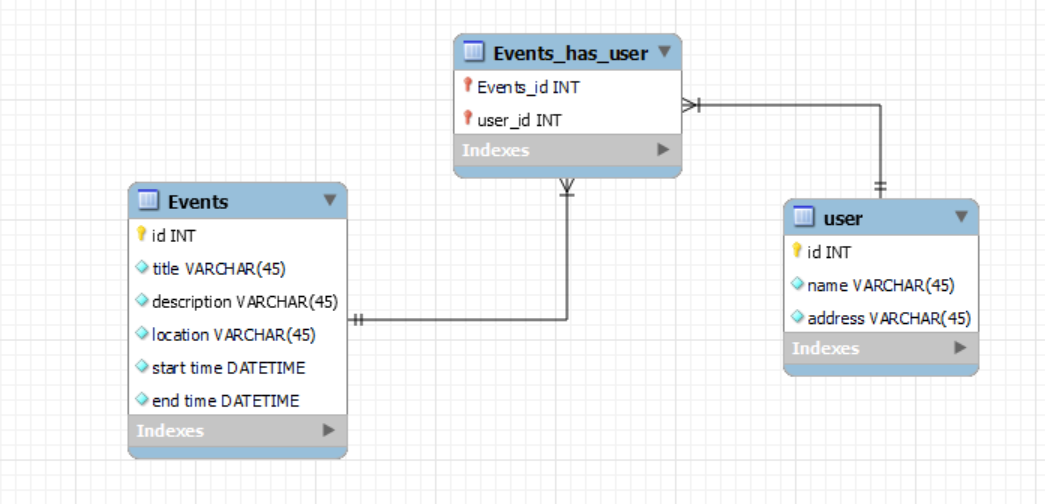 Events_has_user
Events_id INT
user_id INT
Indexes
Events
id INT
title VARCHAR(45)
description VARCHAR(45)
location VARCHAR(45)
start time DATETIME
end time DATETIME
Indexes
user
id INT
name VARCHAR(45)
address VARCHAR(45)
Indexes